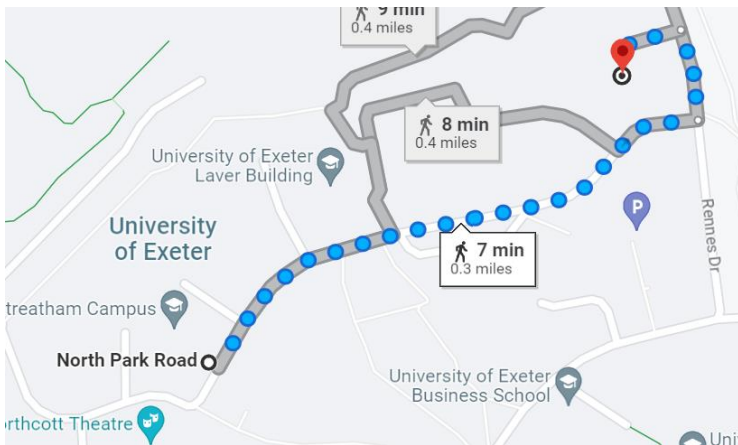 9 min
0.4 miles
8 min
0.4 miles
University of Exeter
Laver Building
University
of Exeter
P
Rennes Dr
7 min
0.3 miles
treatham Campus
North Park Road
University of Exeter
Business School
rthcott Theatre
Uni